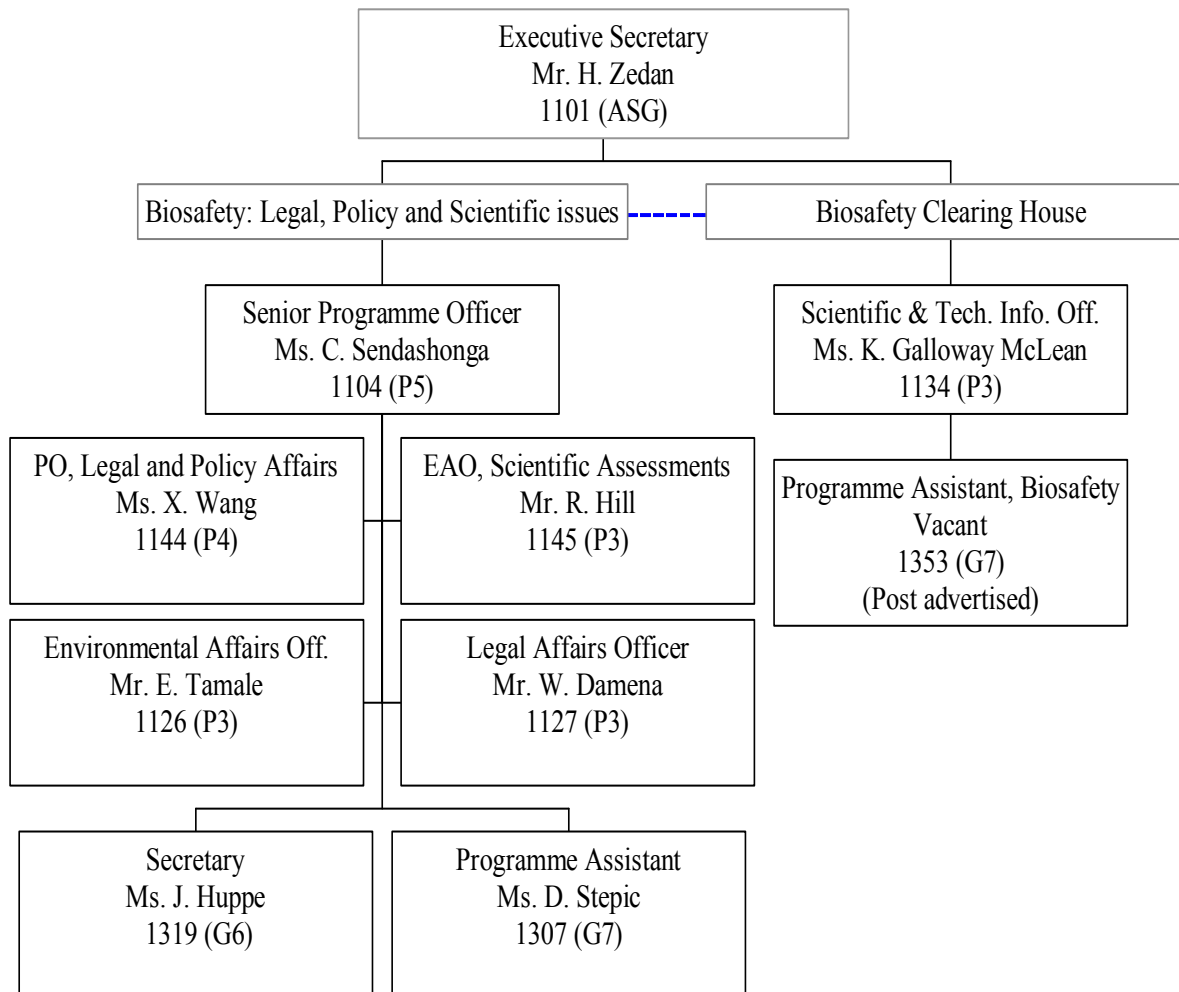 Executive Secretary
Mr. H. Zedan
1101 (ASG)
Biosafety: Legal, Policy and Scientific issues
Biosafety Clearing House
Senior Programme Officer
Ms. C. Sendashonga
1104 (P5)
Scientific & Tech. Info. Off.
Ms. K. Galloway McLean
1134 (P3)
PO, Legal and Policy Affairs
Ms. X. Wang
1144 (P4)
EAO, Scientific Assessments
Mr. R. Hill
1145 (P3)
Programme Assistant, Biosafety
Vacant
1353 (G7)
(Post advertised)
Environmental Affairs Off.
Mr. E. Tamale
1126 (P3)
Legal Affairs Officer
Mr. W. Damena
1127 (P3)
Secretary
Ms. J. Huppe
1319 (G6)
Programme Assistant
Ms. D. Stepic
1307 (G7)